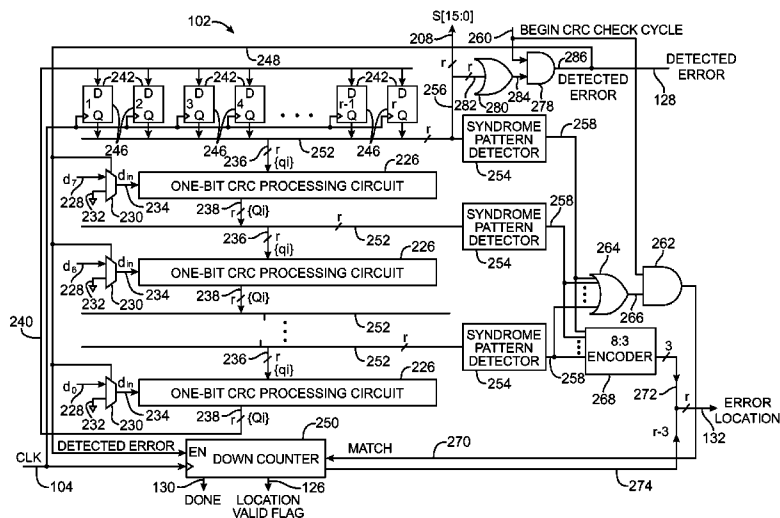 102
S[15:0]
BEGIN CRC CHECK CYCLE
208
260
248
286
DETECTED ERROR
DETECTED ERROR
128
r
r
282
280
284
278
256
242
242
242
D
1
Q
D
2
Q
D
3
Q
D
4
Q
D
r-1
Q
D
r
Q
246
246
246
252
r
236
r
{qi}
SYNDROME PATTERN DETECTOR
254
258
226
d7
228
232
230
din
234
ONE-BIT CRC PROCESSING CIRCUIT
238
r
{Qi}
r
252
236
r
{qi}
SYNDROME PATTERN DETECTOR
254
258
226
d6
228
232
230
din
234
ONE-BIT CRC PROCESSING CIRCUIT
238
r
{Qi}
264
262
266
240
252
252
r
236
r
{qi}
SYNDROME PATTERN DETECTOR
254
258
8:3 ENCODER
268
3
272
226
d0
228
232
230
din
234
ONE-BIT CRC PROCESSING CIRCUIT
238
r
{Qi}
r
ERROR LOCATION
132
r-3
DETECTED ERROR
250
EN
DOWN COUNTER
MATCH
270
274
CLK
104
130
DONE
126
LOCATION VALID FLAG